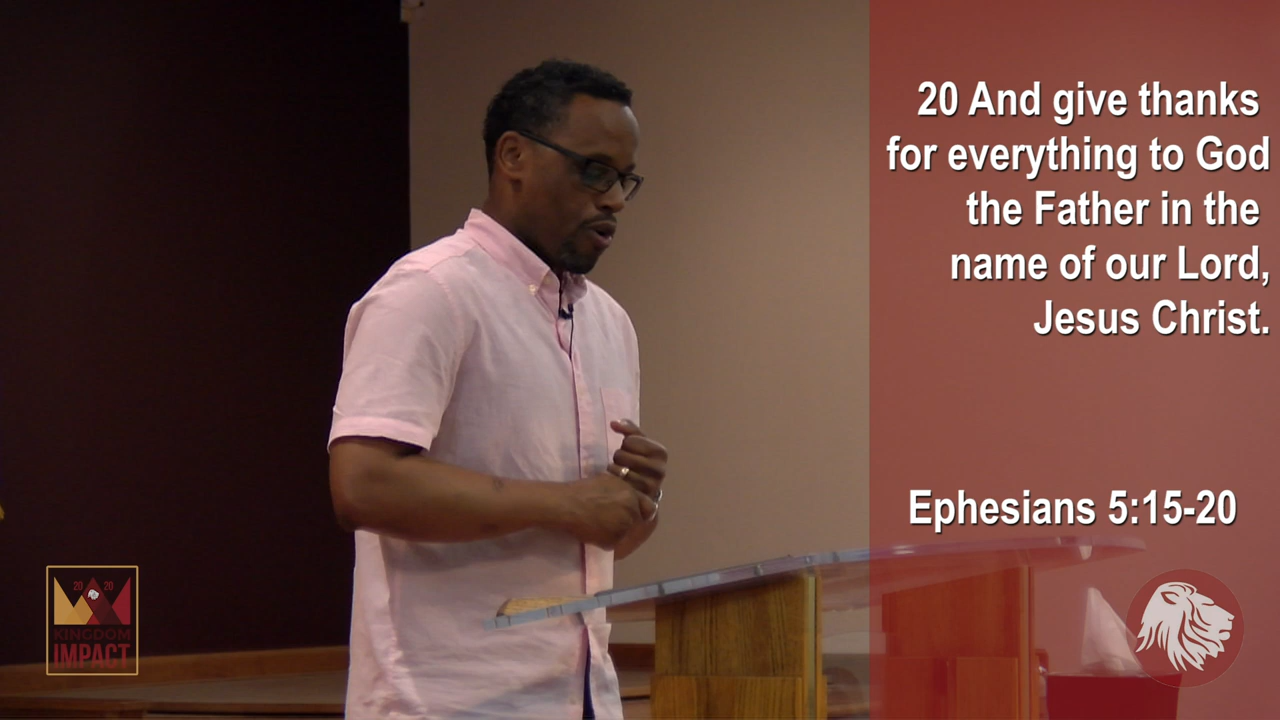 20 And give thanks
for everything to God
the Father in the
name of our Lord,
Jesus Christ.
Ephesians 5:15-20
20 20
KINGDOM
IMPACT